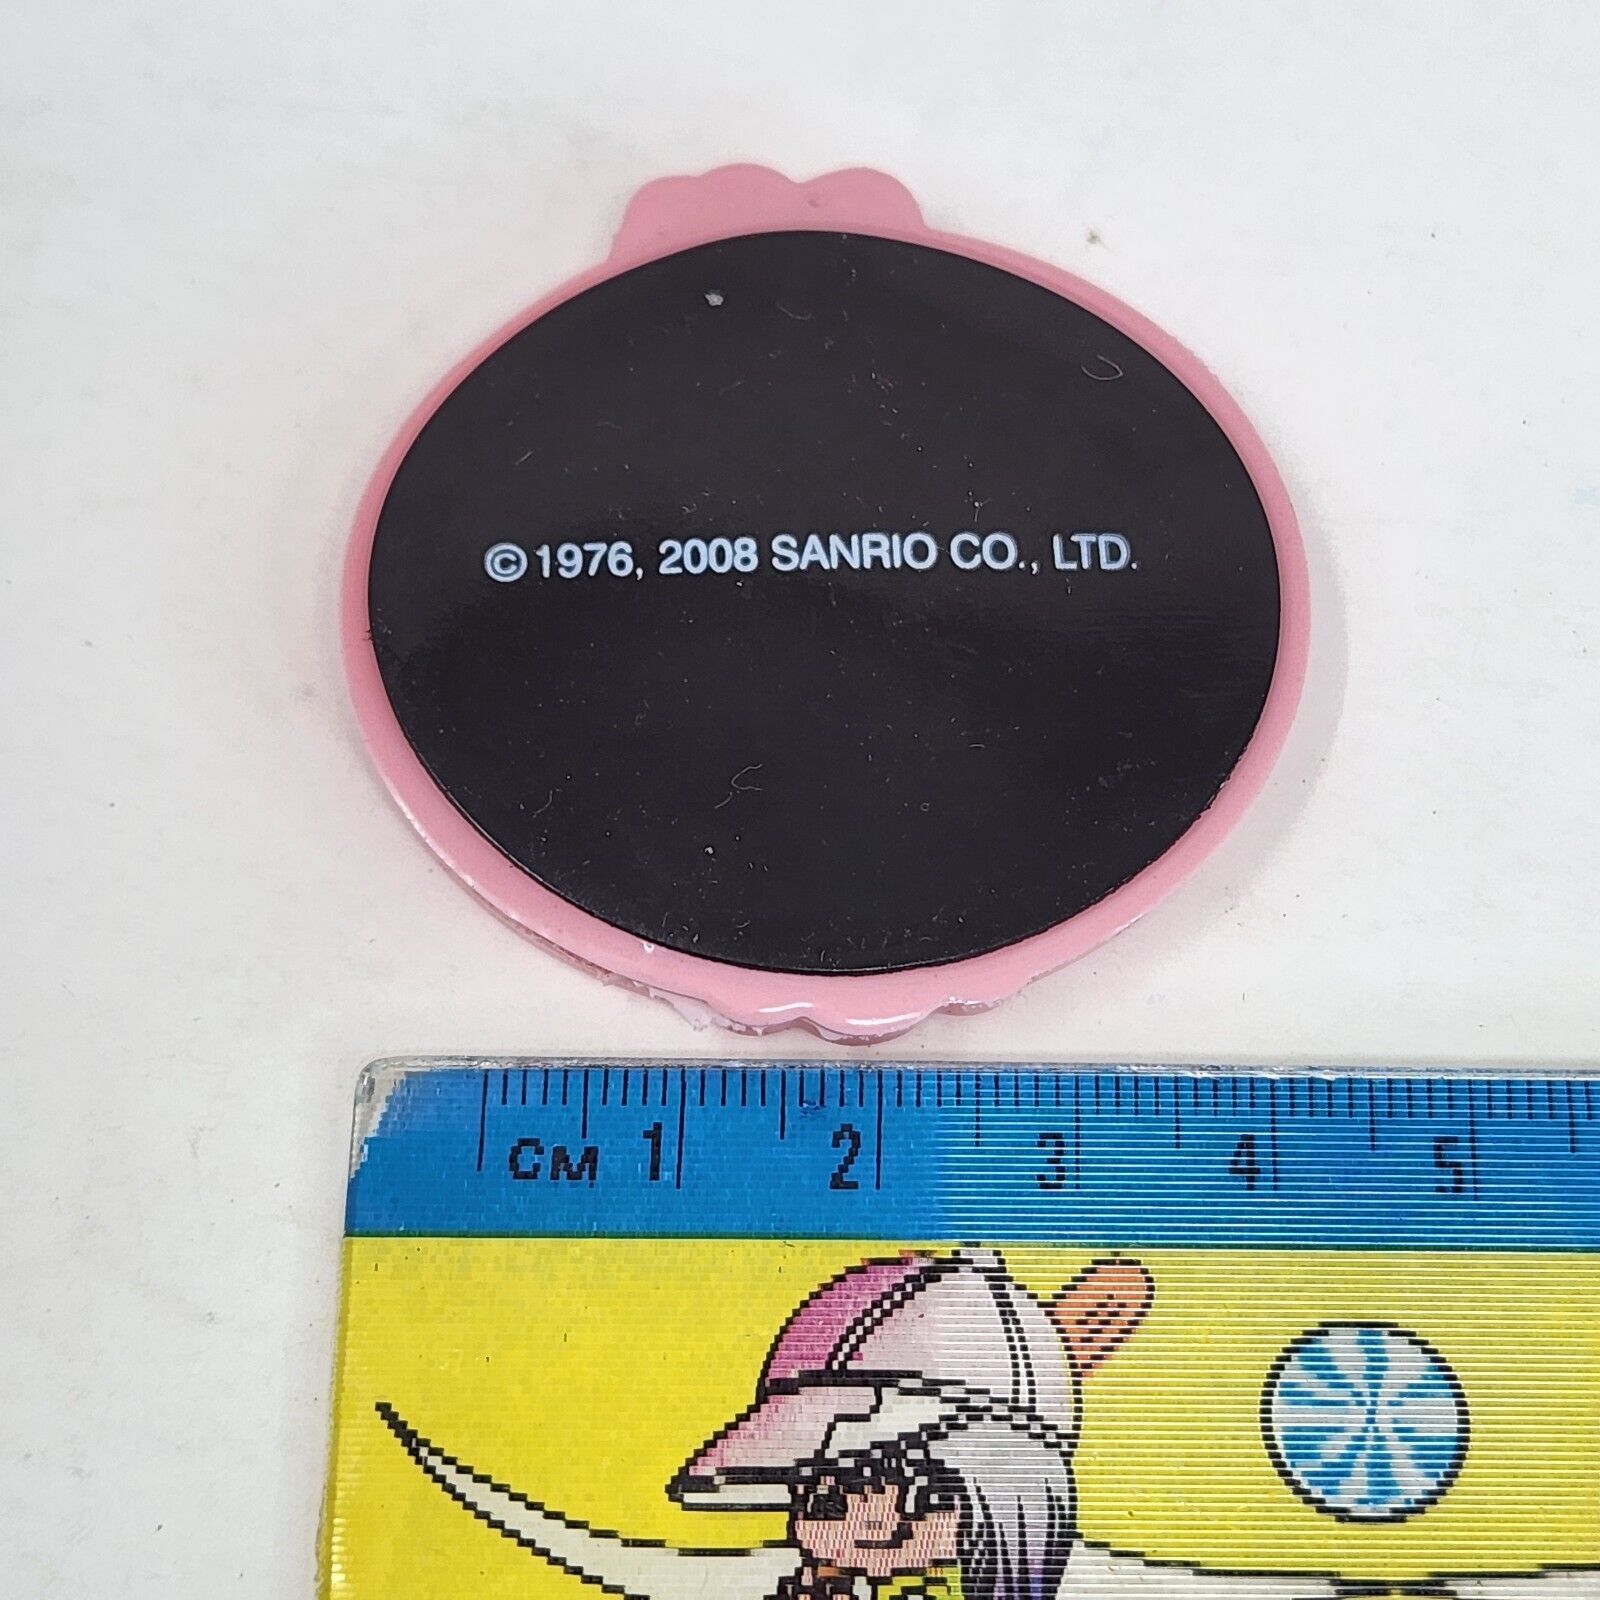 ©1976, 2008 SANRIO CO., LTD.
CM 1 2 3 4 5